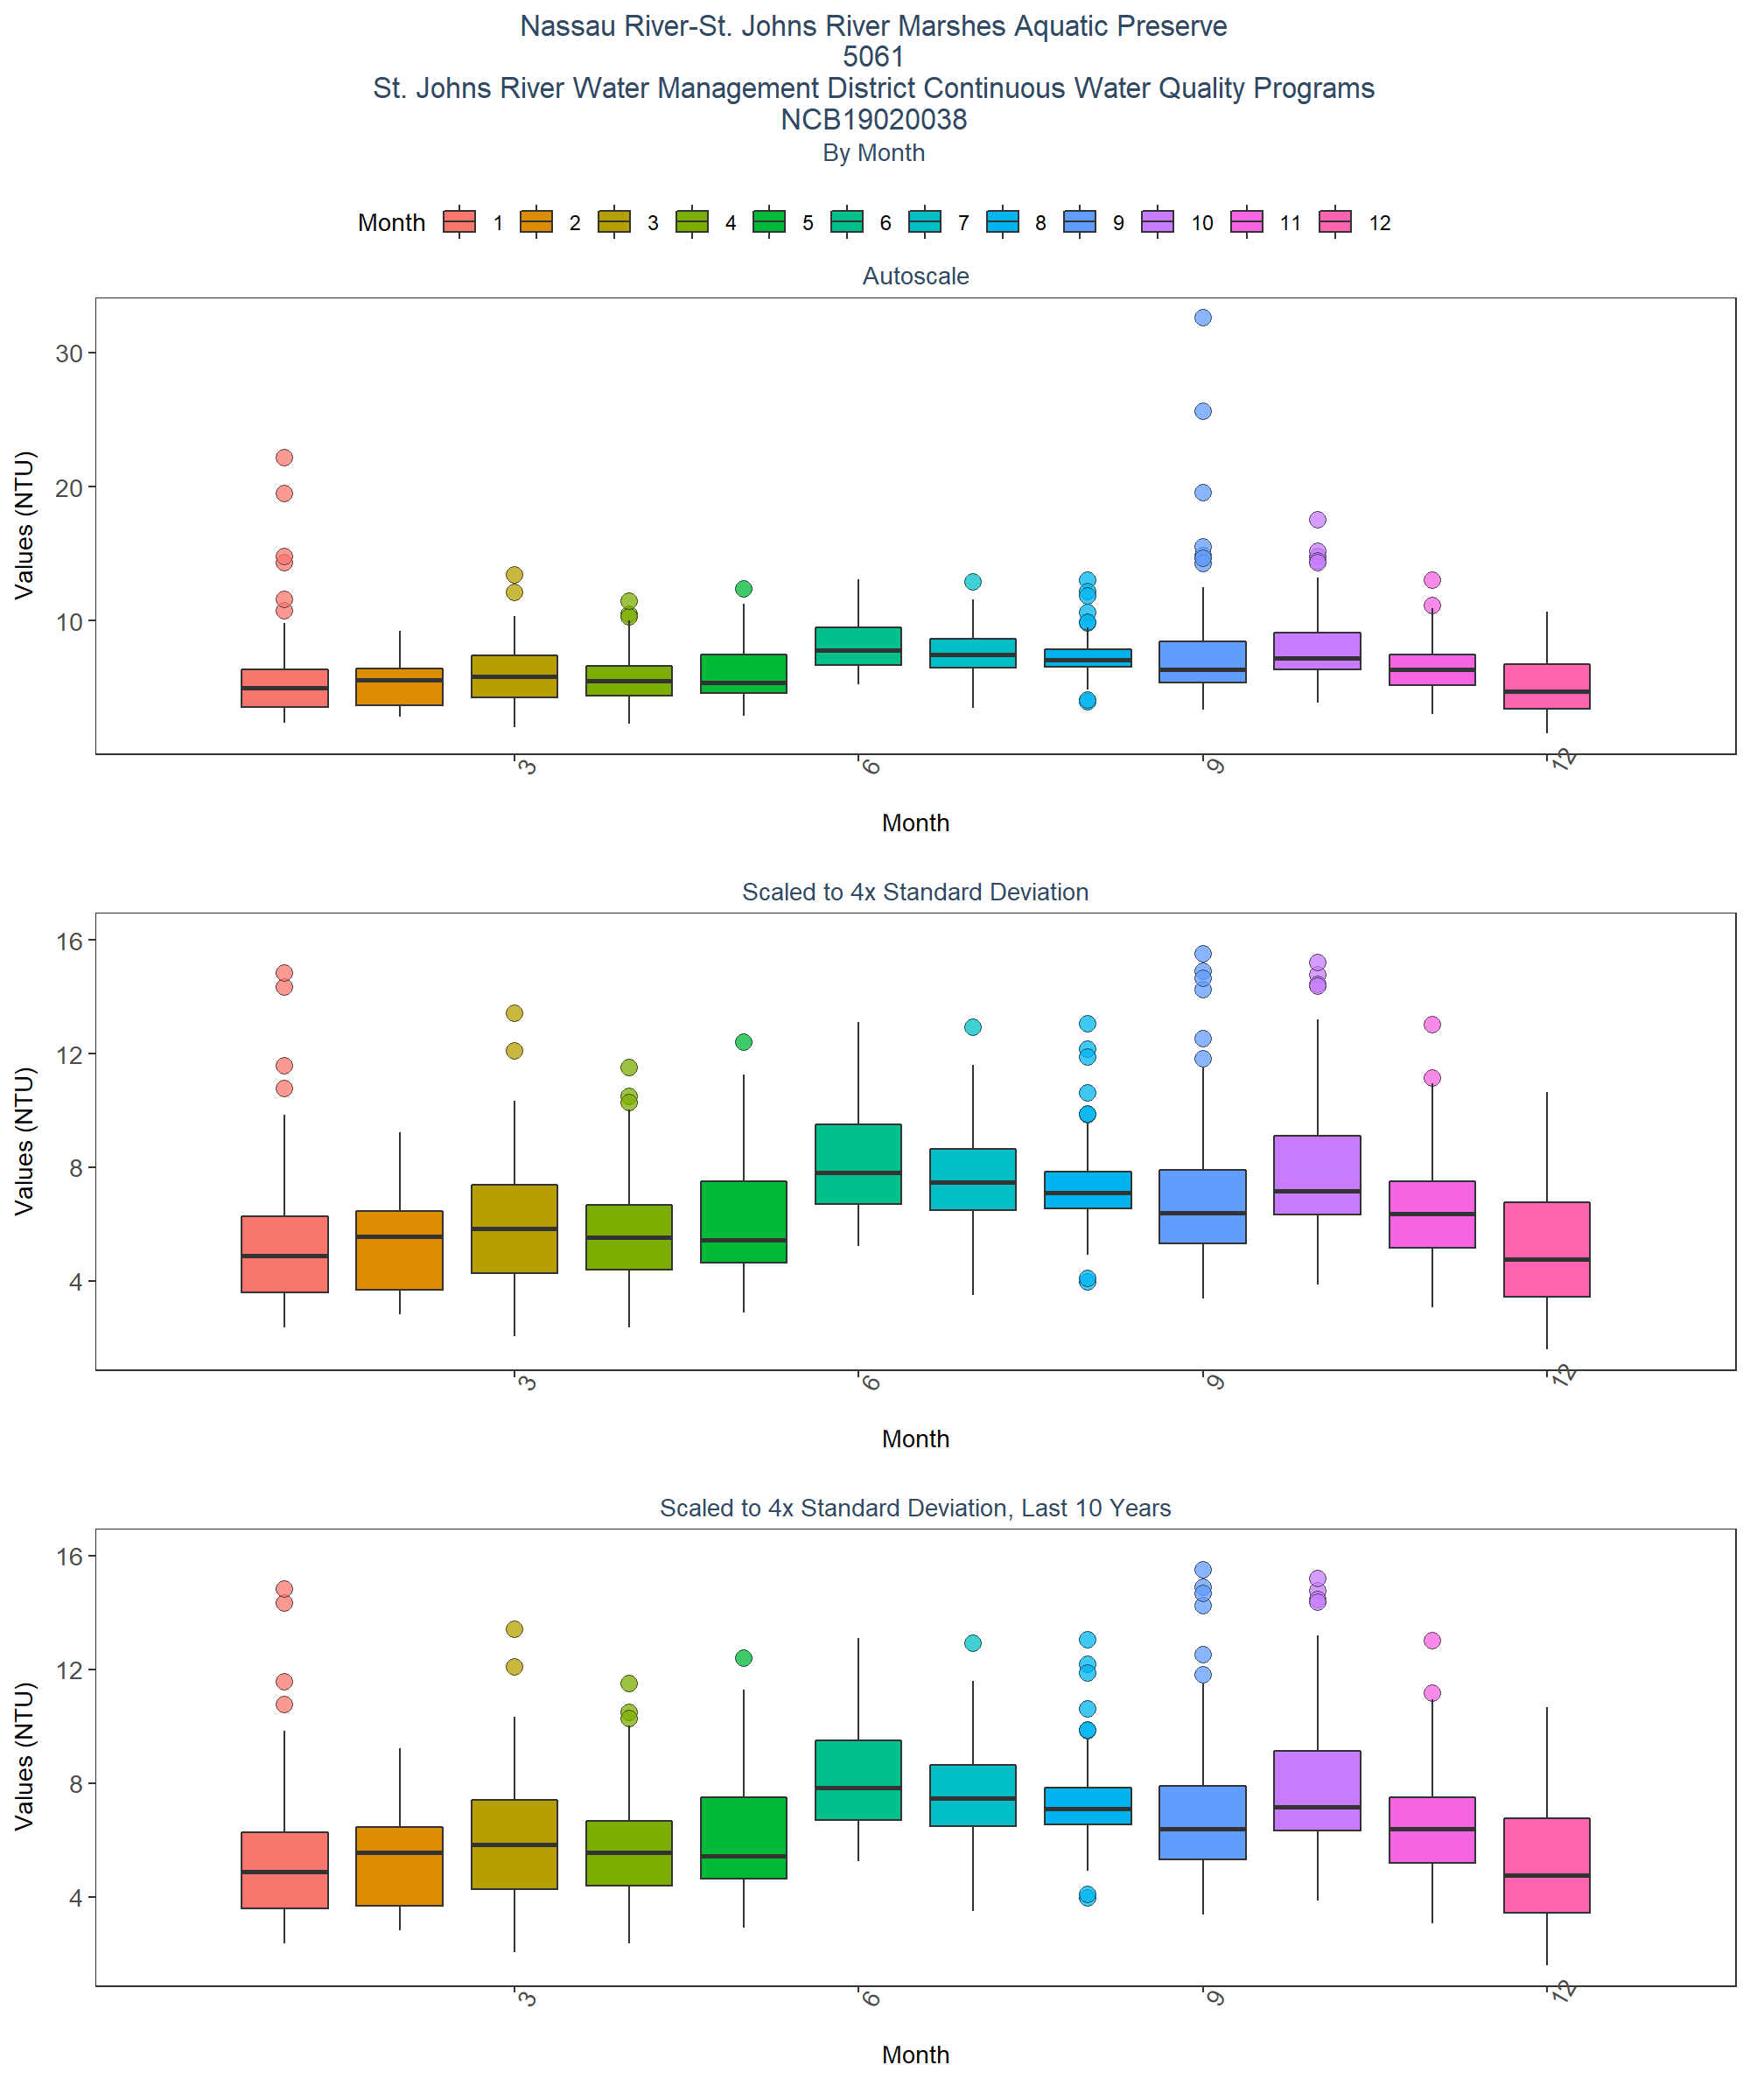 Nassau River-St. Johns River Marshes Aquatic Preserve
5061
St. Johns River Water Management District Continuous Water Quality Programs
NCB19020038
By Month
Month 1 2 3 4 5 6 7 8 9 10 11 12
Autoscale
Values (NTU)
30
20
10
3 6 9 12
Month
Scaled to 4x Standard Deviation
Values (NTU)
16
12
8
4
3 6 9 12
Month
Scaled to 4x Standard Deviation, Last 10 Years
Values (NTU)
16
12
8
4
3 6 9 12
Month